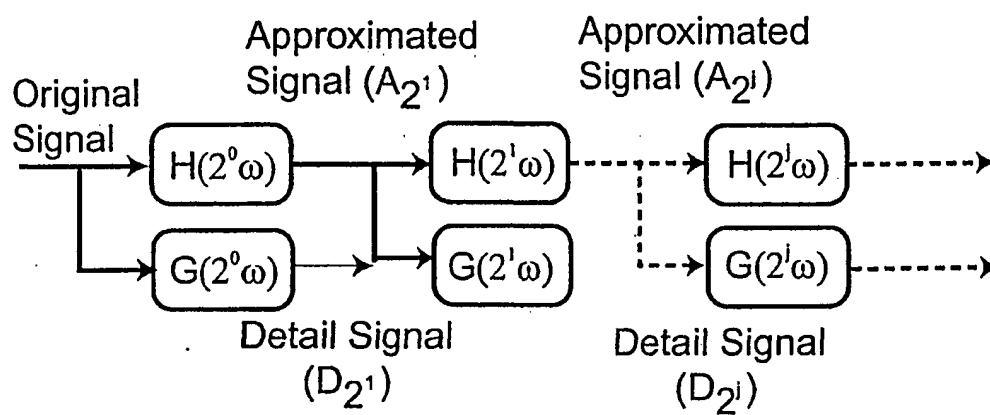 Approximated
Signal (A₂¹)
Approximated
Signal (A₂ʲ)
Original
Signal
H(2⁰ω)
H(2¹ω)
H(2ʲω)
G(2⁰ω)
G(2¹ω)
G(2ʲω)
Detail Signal
(D₂¹)
Detail Signal
(D₂ʲ)